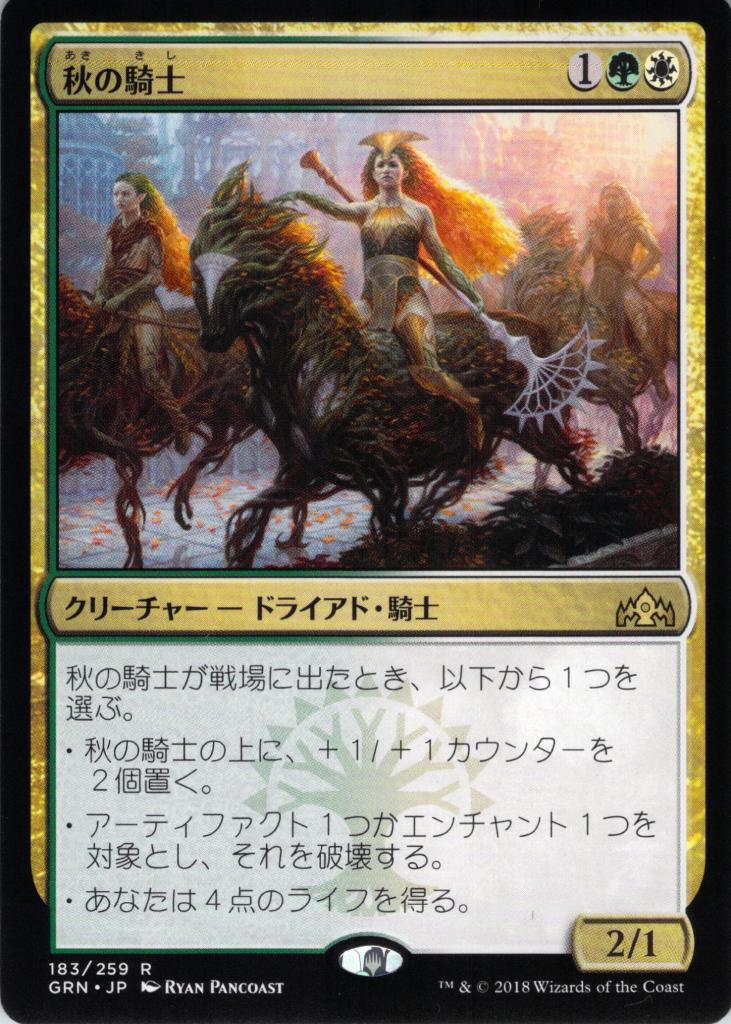 あき きし
秋の騎士 1
クリーチャー — ドライアド・騎士
秋の騎士が戦場に出たとき、以下から1つを
選ぶ。
・秋の騎士の上に、+1/+1カウンターを
2個置く。
・アーティファクト1つかエンチャント1つを
対象とし、それを破壊する。
・あなたは4点のライフを得る。
2/1
183/259 R
GRN・JP RYAN PANCOAST
™ & © 2018 Wizards of the Coast